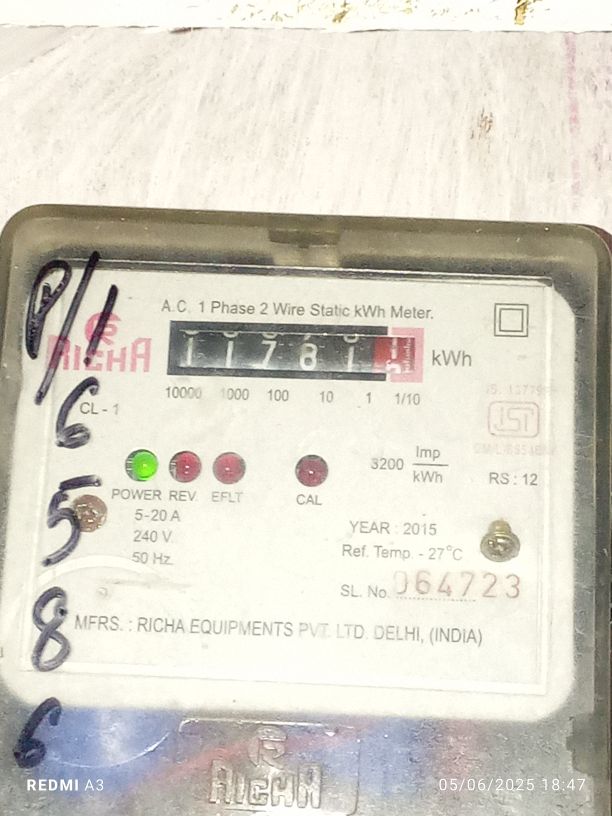 P/1
6
5
8
6
A.C. 1 Phase 2 Wire Static kWh Meter.
RICHA
1 1 7 8 1 kWh
10000 1000 100 10 1 1/10
CL - 1
ISI
3200 Imp/kWh
RS : 12
POWER REV. EFLT CAL
5-20 A
240 V
50 Hz.
YEAR : 2015
Ref. Temp. - 27°C
SL. No. 064723
MFRS. : RICHA EQUIPMENTS PVT. LTD. DELHI, (INDIA)
RICHA
REDMI A3
05/06/2025 18:47